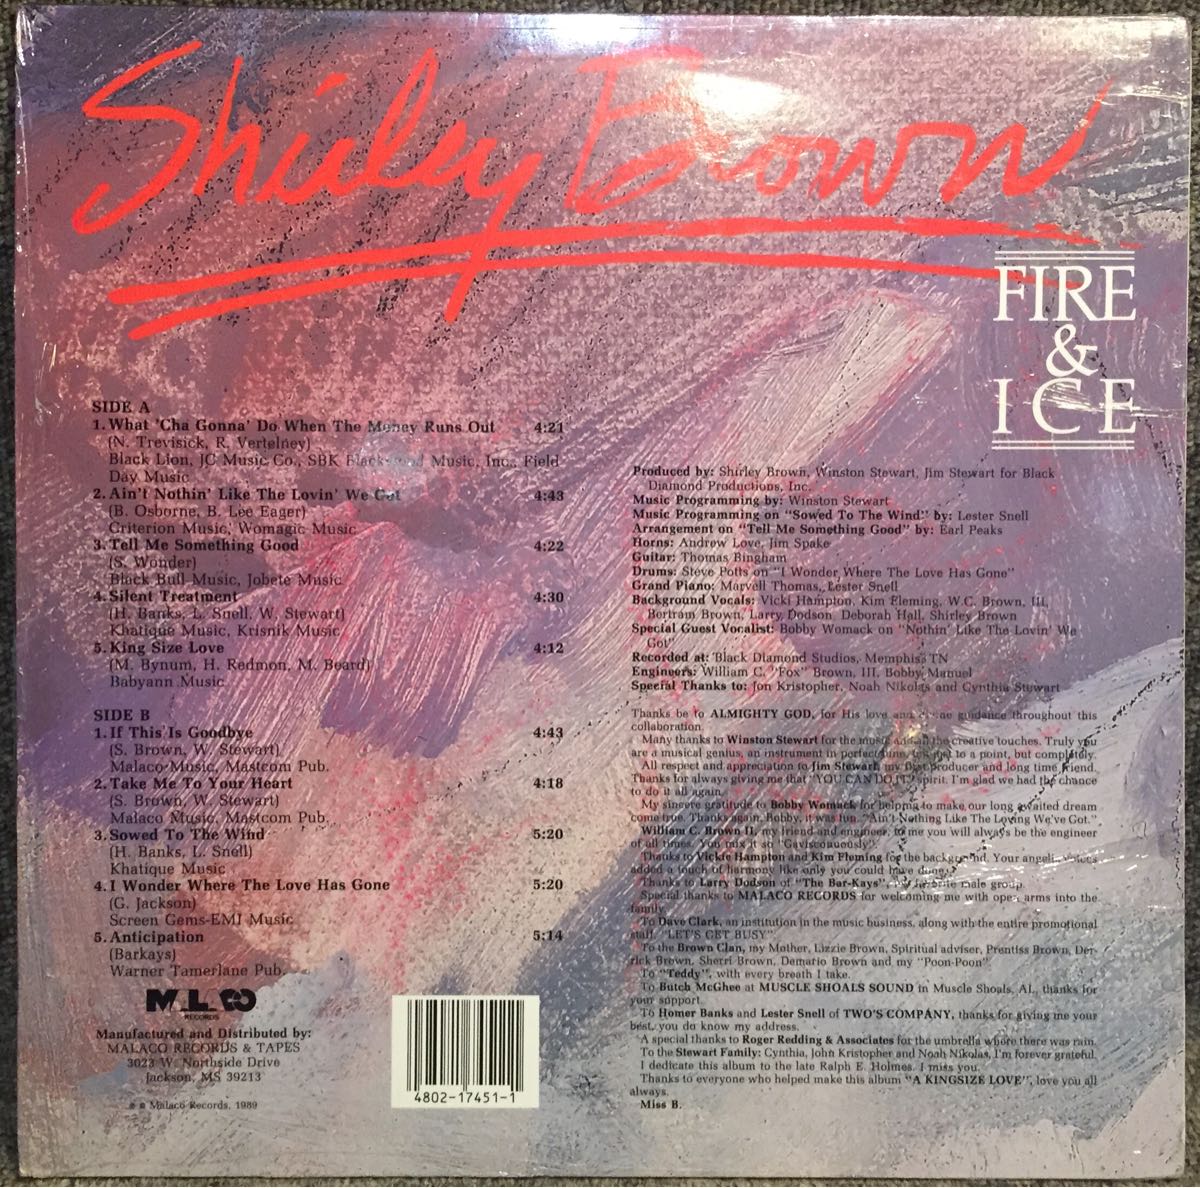 Shirley Brown
FIRE
&
ICE
SIDE A
1. What 'Cha Gonna' Do When The Money Runs Out 4:21
(N. Trevisick, R. Vertelney)
Black Lion, JC Music Co., SBK Music, Inc., Field
Day Music
2. Ain't Nothin' Like The Lovin' We Got 4:43
(B. Osborne, B. Lee Eager)
Criterion Music, Womagic Music
3. Tell Me Something Good 4:22
(S. Wonder)
Black Bull Music, Jobete Music
4. Silent Treatment 4:30
(H. Banks, L. Snell, W. Stewart)
Khatique Music, Krisnik Music
5. King Size Love 4:12
(M. Bynum, H. Redmon, M. Beard)
Babyann Music
SIDE B
1. If This Is Goodbye 4:43
(S. Brown, W. Stewart)
Malaco Music, Mastcom Pub.
2. Take Me To Your Heart 4:18
(S. Brown, W. Stewart)
Malaco Music, Mastcom Pub.
3. Sowed To The Wind 5:20
(H. Banks, L. Snell)
Khatique Music
4. I Wonder Where The Love Has Gone 5:20
(G. Jackson)
Screen Gems-EMI Music
5. Anticipation 5:14
(Barkays)
Warner Tamerlane Pub.
MALACO
RECORDS
Manufactured and Distributed by:
MALACO RECORDS & TAPES
3023 W. Northside Drive
Jackson, MS 39213
℗ © Malaco Records, 1989
4802-17451-1
Produced by: Shirley Brown, Winston Stewart, Jim Stewart for Black
Diamond Productions, Inc.
Music Programming by: Winston Stewart
Music Programming on "Sowed To The Wind" by: Lester Snell
Arrangement on "Tell Me Something Good" by: Earl Peaks
Horns: Andrew Love, Jim Spake
Guitar: Thomas Bingham
Drums: Steve Potts on "I Wonder Where The Love Has Gone"
Grand Piano: Marvell Thomas, Lester Snell
Background Vocals: Vicki Hampton, Kim Fleming, W.C. Brown, III,
Bertram Brown, Larry Dodson, Deborah Hall, Shirley Brown
Special Guest Vocalist: Bobby Womack on "Nothin' Like The Lovin' We
Got"
Recorded at: Black Diamond Studios, Memphis TN
Engineers: William C. "Fox" Brown, III, Bobby Manuel
Special Thanks to: Jon Kristopher, Noah Nikolas and Cynthia Stewart
Thanks be to ALMIGHTY GOD, for His love and guidance throughout this
collaboration.
Many thanks to Winston Stewart for the music and all the creative touches. Truly you
are a musical genius, an instrument in perfect tune, to a point, but completely.
All respect and appreciation to Jim Stewart, my first producer and long time friend.
Thanks for always giving me that "YOU CAN DO IT" spirit. I'm glad we had the chance
to do it all again.
My sincere gratitude to Bobby Womack for helping to make our long awaited dream
come true. Thanks again, Bobby, it was fun. "Ain't Nothing Like The Loving We've Got."
William C. Brown II, my friend and engineer, to me you will always be the engineer
of all times. You mix it so "Gaviscouously".
Thanks to Vickie Hampton and Kim Fleming for the background. Your angelic voices
added a touch of harmony like only you could have done.
Thanks to Larry Dodson of "The Bar-Kays", my favorite male group.
Special thanks to MALACO RECORDS for welcoming me with open arms into the
family.
To Dave Clark, an institution in the music business, along with the entire promotional
staff, "LET'S GET BUSY".
To the Brown Clan, my Mother, Lizzie Brown, Spiritual adviser, Prentiss Brown, Der-
rick Brown, Sherri Brown, Dematio Brown and my "Poon-Poon"
To "Teddy", with every breath I take.
To Butch McGhee at MUSCLE SHOALS SOUND in Muscle Shoals, AL, thanks for
your support.
To Homer Banks and Lester Snell of TWO'S COMPANY, thanks for giving me your
best, you do know my address.
A special thanks to Roger Redding & Associates for the umbrella where there was rain.
To the Stewart Family: Cynthia, John Kristopher and Noah Nikolas, I'm forever grateful.
I dedicate this album to the late Ralph E. Holmes. I miss you.
Thanks to everyone who helped make this album "A KINGSIZE LOVE", love you all
always.
Miss B.